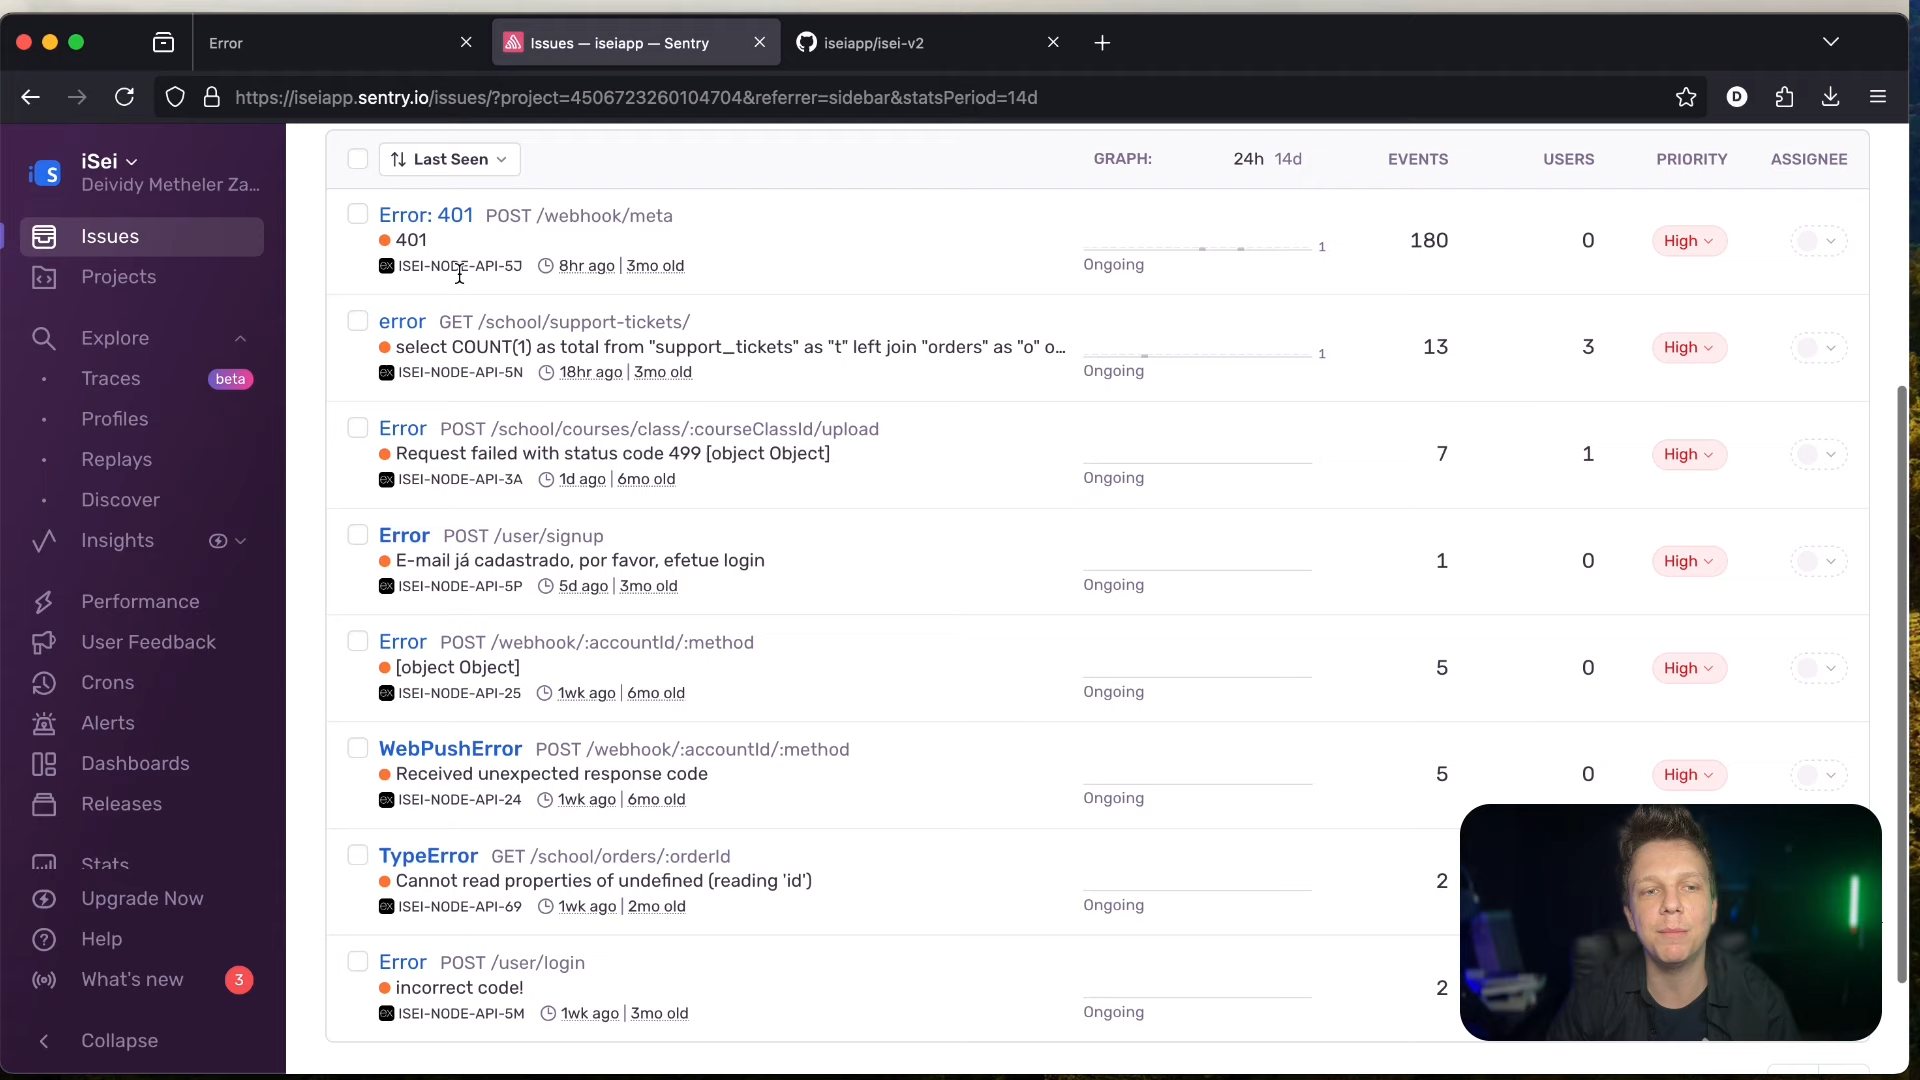 Error
Issues — iseiapp — Sentry
iseiapp/isei-v2
https://iseiapp.sentry.io/issues/?project=4506723260104704&referrer=sidebar&statsPeriod=14d
D
iS
iSei
Deividy Metheler Za...
Issues
Projects
Explore
Traces
beta
Profiles
Replays
Discover
Insights
Performance
User Feedback
Crons
Alerts
Dashboards
Releases
Stats
Upgrade Now
Help
What's new
3
Collapse
Last Seen
GRAPH:
24h 14d
EVENTS
USERS
PRIORITY
ASSIGNEE
Error: 401 POST /webhook/meta
401
ex ISEI-NODE-API-5J 8hr ago | 3mo old
1
Ongoing
180
0
High
error GET /school/support-tickets/
select COUNT(1) as total from "support_tickets" as "t" left join "orders" as "o" o...
ex ISEI-NODE-API-5N 18hr ago | 3mo old
1
Ongoing
13
3
High
Error POST /school/courses/class/:courseClassId/upload
Request failed with status code 499 [object Object]
ex ISEI-NODE-API-3A 1d ago | 6mo old
Ongoing
7
1
High
Error POST /user/signup
E-mail já cadastrado, por favor, efetue login
ex ISEI-NODE-API-5P 5d ago | 3mo old
Ongoing
1
0
High
Error POST /webhook/:accountId/:method
[object Object]
ex ISEI-NODE-API-25 1wk ago | 6mo old
Ongoing
5
0
High
WebPushError POST /webhook/:accountId/:method
Received unexpected response code
ex ISEI-NODE-API-24 1wk ago | 6mo old
Ongoing
5
0
High
TypeError GET /school/orders/:orderId
Cannot read properties of undefined (reading 'id')
ex ISEI-NODE-API-69 1wk ago | 2mo old
Ongoing
2
Error POST /user/login
incorrect code!
ex ISEI-NODE-API-5M 1wk ago | 3mo old
Ongoing
2